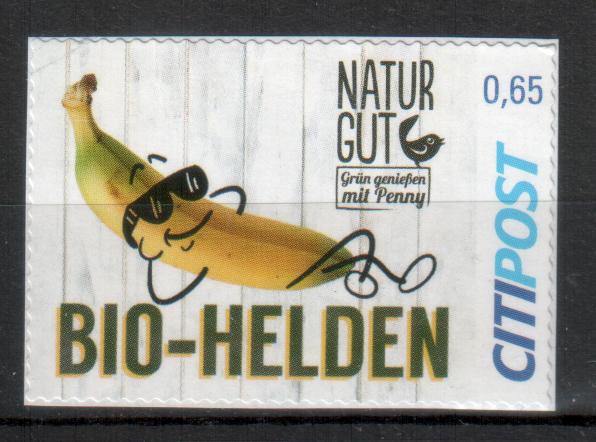 NATUR
GUT
Grün genießen
mit Penny
0,65
CITIPOST
BIO-HELDEN